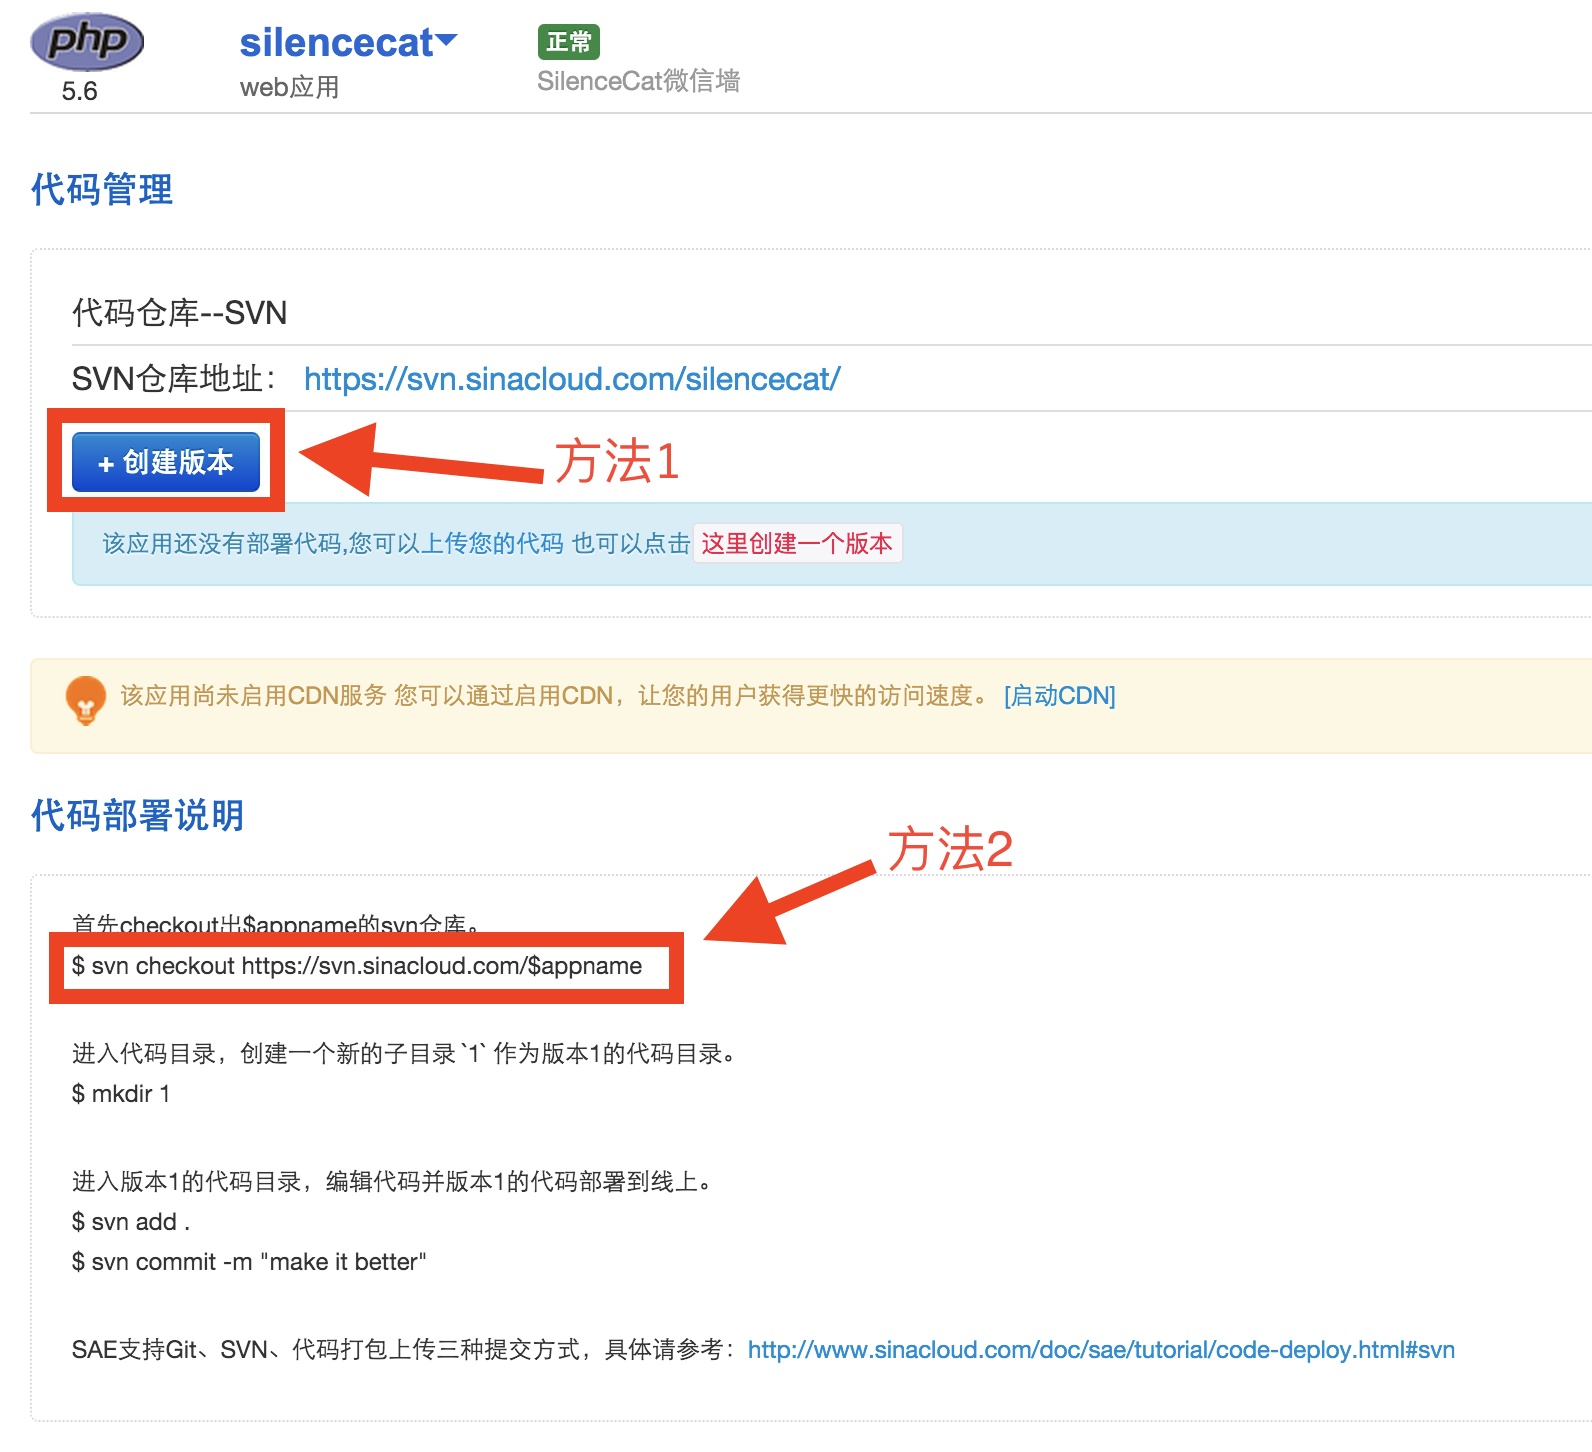 php
5.6
silencecat
web应用
正常
SilenceCat微信墙
代码管理
代码仓库--SVN
SVN仓库地址： https://svn.sinacloud.com/silencecat/
+ 创建版本
方法1
该应用还没有部署代码,您可以上传您的代码 也可以点击 这里创建一个版本
该应用尚未启用CDN服务 您可以通过启用CDN，让您的用户获得更快的访问速度。 [启动CDN]
代码部署说明
方法2
首先checkout出$appname的svn仓库。
$ svn checkout https://svn.sinacloud.com/$appname
进入代码目录，创建一个新的子目录 `1` 作为版本1的代码目录。
$ mkdir 1
进入版本1的代码目录，编辑代码并版本1的代码部署到线上。
$ svn add .
$ svn commit -m "make it better"
SAE支持Git、SVN、代码打包上传三种提交方式，具体请参考：http://www.sinacloud.com/doc/sae/tutorial/code-deploy.html#svn